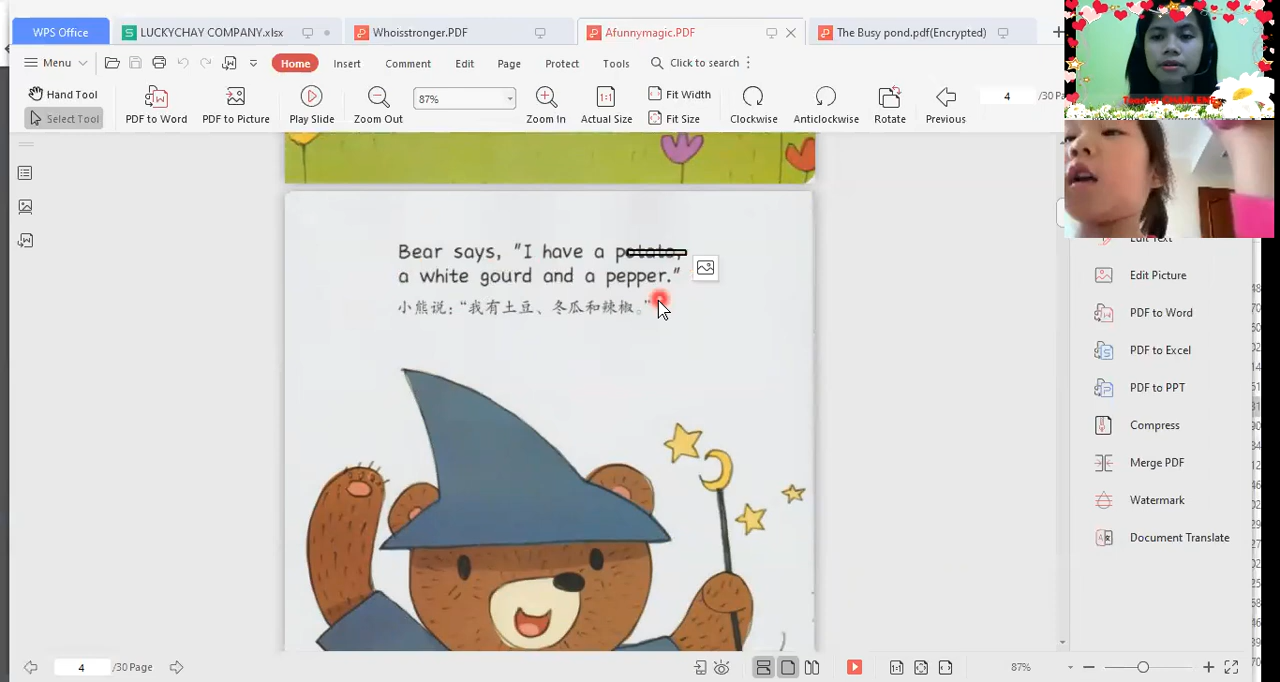 WPS Office
LUCKYCHAY COMPANY.xlsx
Whoisstronger.PDF
Afunnymagic.PDF
The Busy pond.pdf(Encrypted)
Menu
Home
Insert
Comment
Edit
Page
Protect
Tools
Click to search
Hand Tool
Select Tool
PDF to Word
PDF to Picture
Play Slide
Zoom Out
87%
Zoom In
Actual Size
1:1
Fit Width
Fit Size
Clockwise
Anticlockwise
Rotate
Previous
4
/30 Pa
Bear says, "I have a potato,
a white gourd and a pepper."
小熊说：“我有土豆、冬瓜和辣椒。”
Edit Text
Edit Picture
PDF to Word
PDF to Excel
PDF to PPT
Compress
Merge PDF
Watermark
Document Translate
4
/30 Page
87%